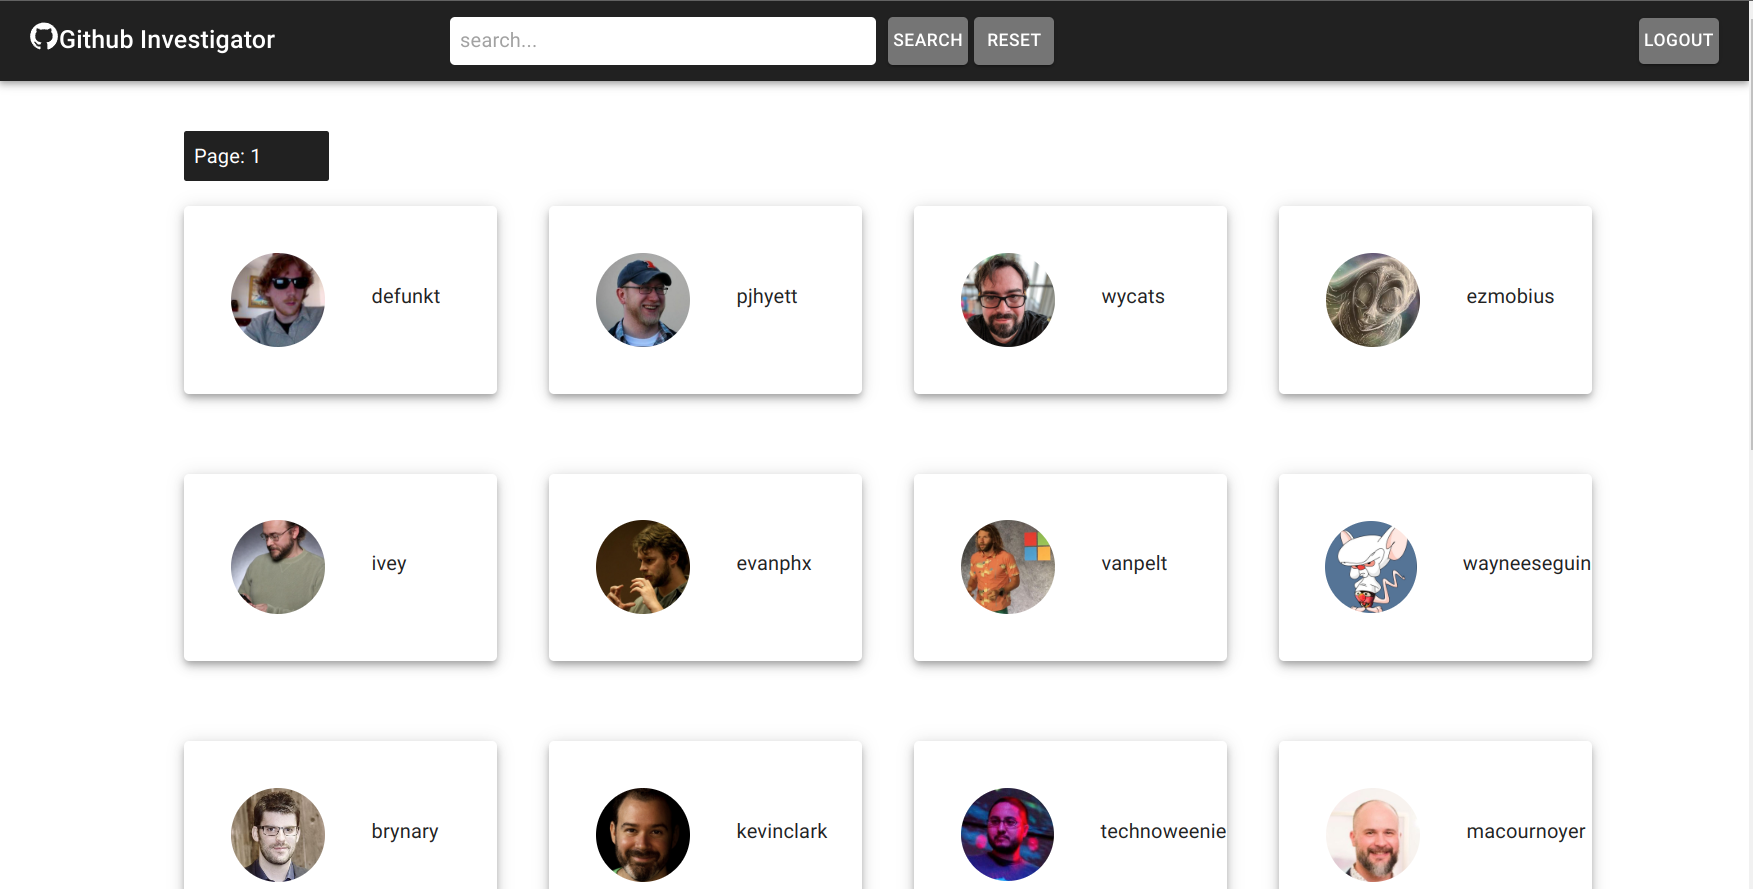 Github Investigator
search...
SEARCH
RESET
LOGOUT
Page: 1
defunkt
pjhyett
wycats
ezmobius
ivey
evanphx
vanpelt
wayneeseguin
brynary
kevinclark
technoweenie
macournoyer